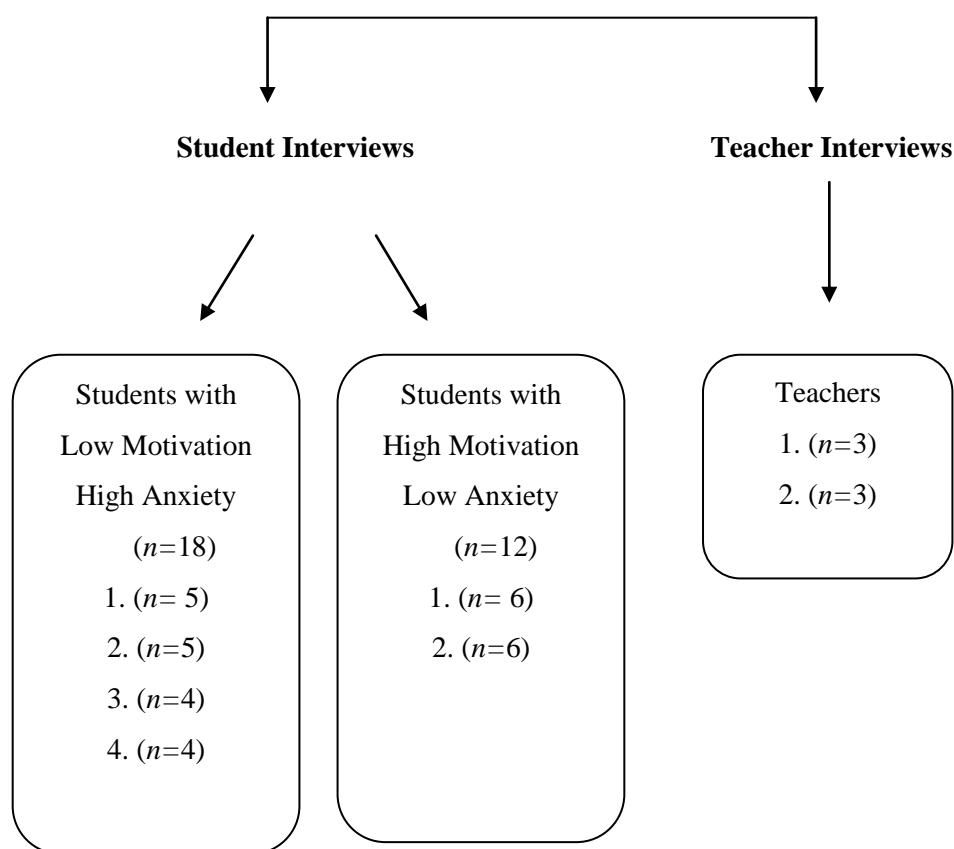 Student Interviews
Teacher Interviews
Students with
Low Motivation
High Anxiety
(n=18)
1. (n= 5)
2. (n=5)
3. (n=4)
4. (n=4)
Students with
High Motivation
Low Anxiety
(n=12)
1. (n= 6)
2. (n=6)
Teachers
1. (n=3)
2. (n=3)